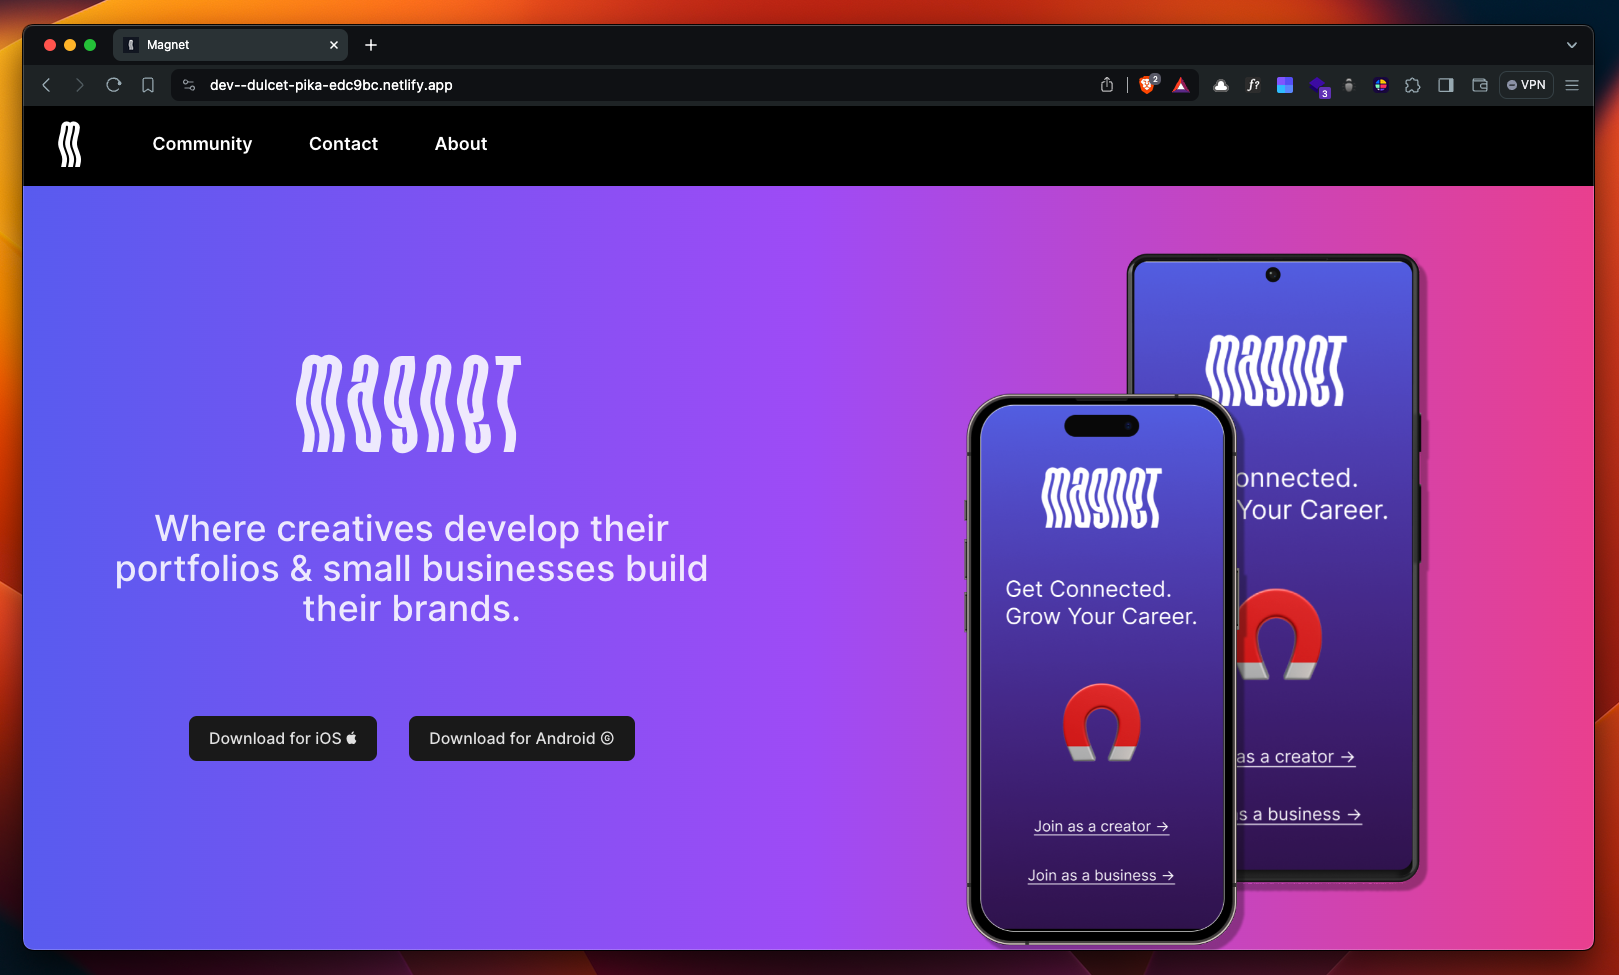 Magnet
dev--dulcet-pika-edc9bc.netlify.app
2
f?
3
VPN
Community
Contact
About
magnet
Where creatives develop their
portfolios & small businesses build
their brands.
Download for iOS
Download for Android G
magnet
onnected.
Your Career.
as a creator →
s a business →
magnet
Get Connected.
Grow Your Career.
Join as a creator →
Join as a business →